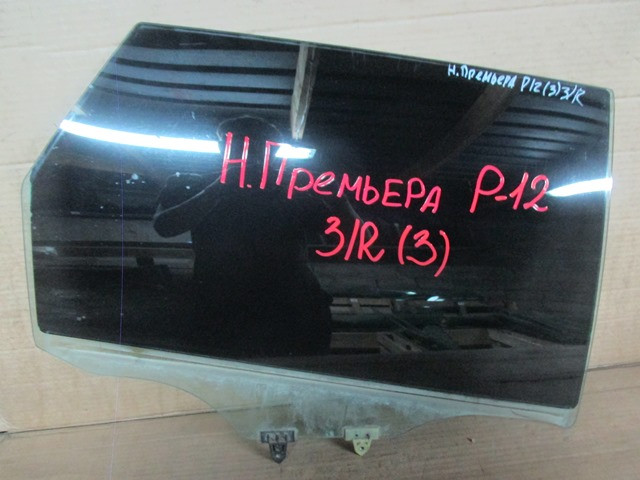 Н. Премьера P12 (3) З/R
Н. Премьера P-12
З/R (3)